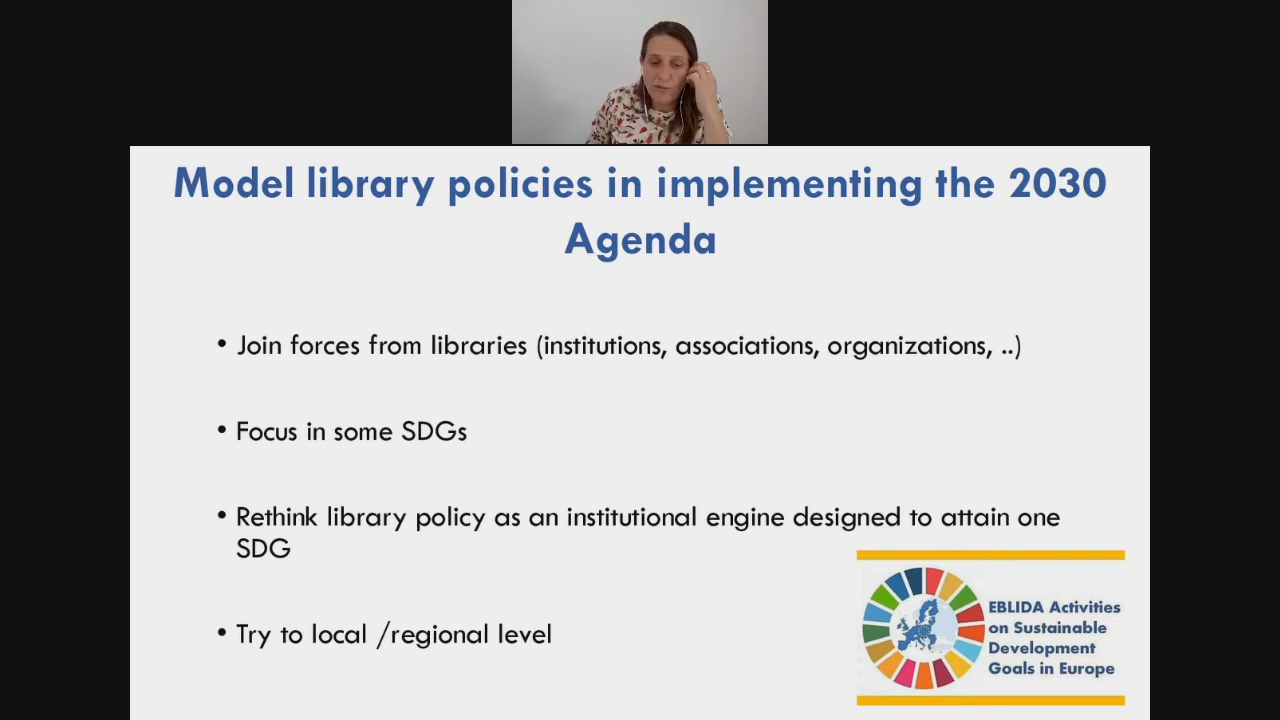 Model library policies in implementing the 2030
Agenda
• Join forces from libraries (institutions, associations, organizations, ..)
• Focus in some SDGs
• Rethink library policy as an institutional engine designed to attain one
SDG
• Try to local /regional level
EBLIDA Activities
on Sustainable
Development
Goals in Europe